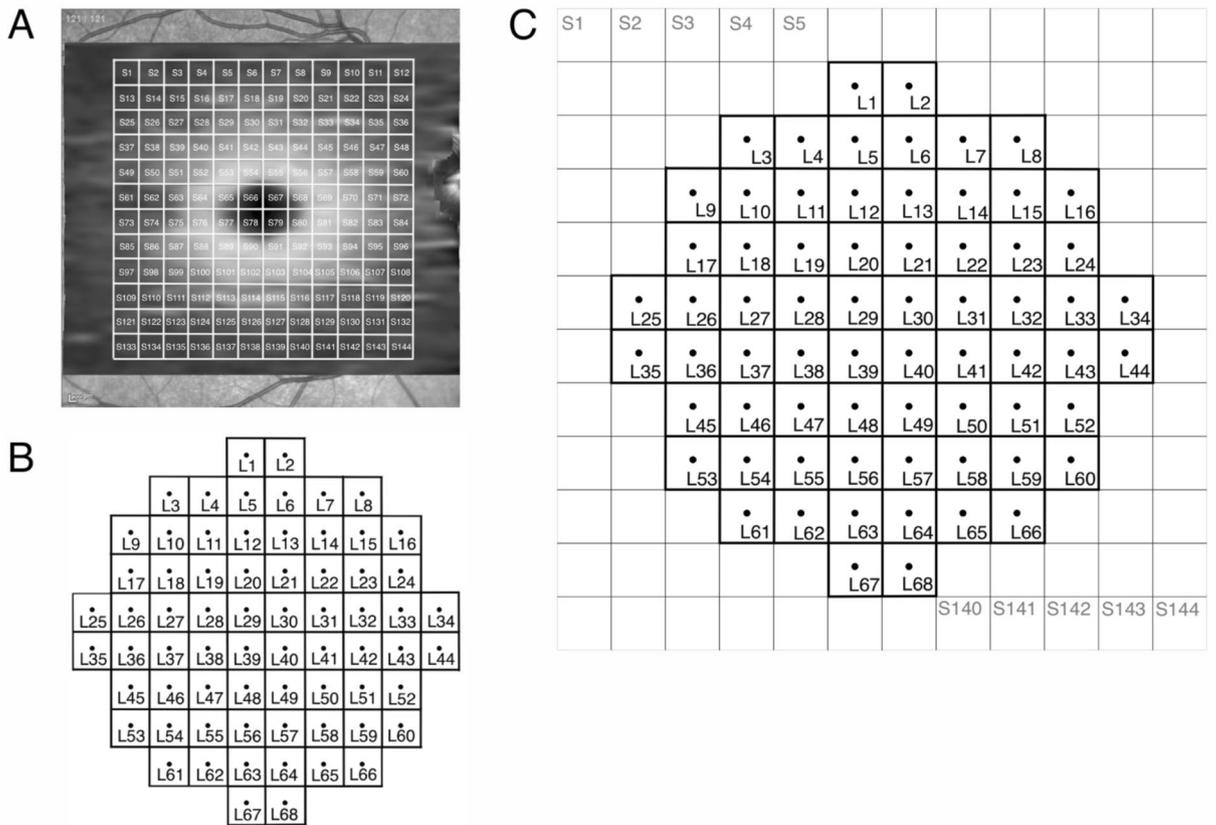 A
121 / 121
S1 S2 S3 S4 S5 S6 S7 S8 S9 S10 S11 S12
S13 S14 S15 S16 S17 S18 S19 S20 S21 S22 S23 S24
S25 S26 S27 S28 S29 S30 S31 S32 S33 S34 S35 S36
S37 S38 S39 S40 S41 S42 S43 S44 S45 S46 S47 S48
S49 S50 S51 S52 S53 S54 S55 S56 S57 S58 S59 S60
S61 S62 S63 S64 S65 S66 S67 S68 S69 S70 S71 S72
S73 S74 S75 S76 S77 S78 S79 S80 S81 S82 S83 S84
S85 S86 S87 S88 S89 S90 S91 S92 S93 S94 S95 S96
S97 S98 S99 S100 S101 S102 S103 S104 S105 S106 S107 S108
S109 S110 S111 S112 S113 S114 S115 S116 S117 S118 S119 S120
S121 S122 S123 S124 S125 S126 S127 S128 S129 S130 S131 S132
S133 S134 S135 S136 S137 S138 S139 S140 S141 S142 S143 S144
B
L1 L2
L3 L4 L5 L6 L7 L8
L9 L10 L11 L12 L13 L14 L15 L16
L17 L18 L19 L20 L21 L22 L23 L24
L25 L26 L27 L28 L29 L30 L31 L32 L33 L34
L35 L36 L37 L38 L39 L40 L41 L42 L43 L44
L45 L46 L47 L48 L49 L50 L51 L52
L53 L54 L55 L56 L57 L58 L59 L60
L61 L62 L63 L64 L65 L66
L67 L68
C
S1 S2 S3 S4 S5
L1 L2
L3 L4 L5 L6 L7 L8
L9 L10 L11 L12 L13 L14 L15 L16
L17 L18 L19 L20 L21 L22 L23 L24
L25 L26 L27 L28 L29 L30 L31 L32 L33 L34
L35 L36 L37 L38 L39 L40 L41 L42 L43 L44
L45 L46 L47 L48 L49 L50 L51 L52
L53 L54 L55 L56 L57 L58 L59 L60
L61 L62 L63 L64 L65 L66
L67 L68
S140 S141 S142 S143 S144